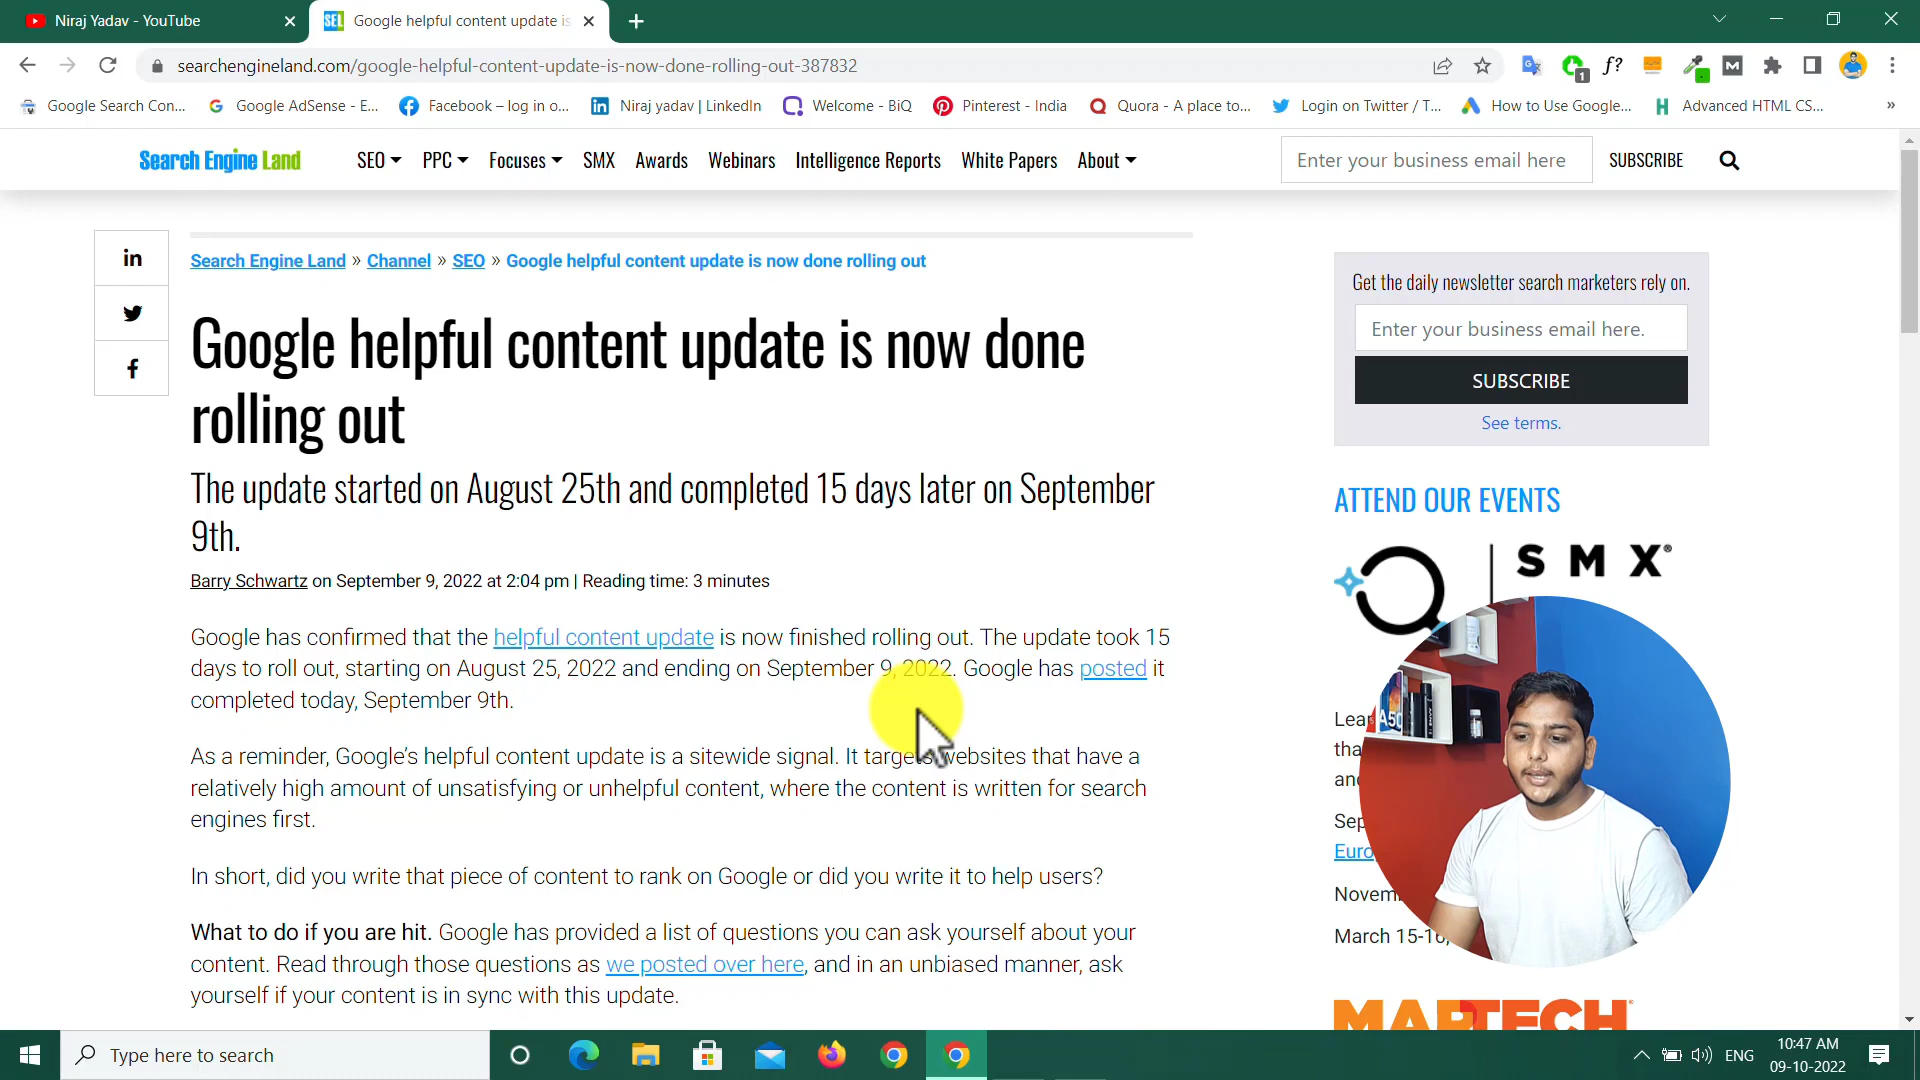 Niraj Yadav - YouTube
SEL Google helpful content update is
searchengineland.com/google-helpful-content-update-is-now-done-rolling-out-387832
Google Search Con... Google AdSense - E... Facebook – log in o... Niraj yadav | LinkedIn Welcome - BiQ Pinterest - India Quora - A place to... Login on Twitter / T... How to Use Google... Advanced HTML CS...
Search Engine Land SEO PPC Focuses SMX Awards Webinars Intelligence Reports White Papers About Enter your business email here SUBSCRIBE
Search Engine Land » Channel » SEO » Google helpful content update is now done rolling out
Google helpful content update is now done
rolling out
The update started on August 25th and completed 15 days later on September
9th.
Barry Schwartz on September 9, 2022 at 2:04 pm | Reading time: 3 minutes
Google has confirmed that the helpful content update is now finished rolling out. The update took 15
days to roll out, starting on August 25, 2022 and ending on September 9, 2022. Google has posted it
completed today, September 9th.
As a reminder, Google’s helpful content update is a sitewide signal. It targets websites that have a
relatively high amount of unsatisfying or unhelpful content, where the content is written for search
engines first.
In short, did you write that piece of content to rank on Google or did you write it to help users?
What to do if you are hit. Google has provided a list of questions you can ask yourself about your
content. Read through those questions as we posted over here, and in an unbiased manner, ask
yourself if your content is in sync with this update.
Get the daily newsletter search marketers rely on.
Enter your business email here.
SUBSCRIBE
See terms.
ATTEND OUR EVENTS
SMX®
A50
March 15-16,
MARTECH
Type here to search
ENG
10:47 AM
09-10-2022